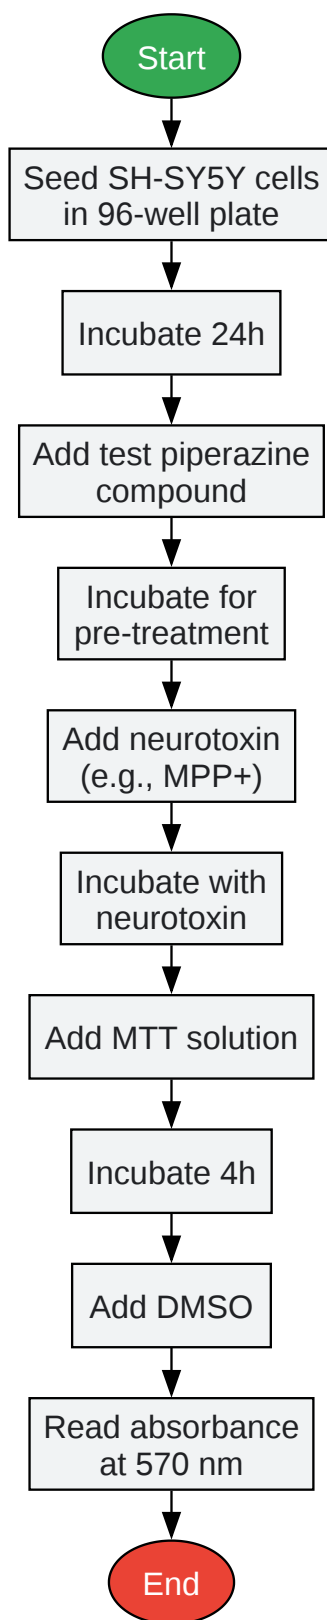 Start
Seed SH-SY5Y cells
in 96-well plate
Incubate 24h
Add test piperazine
compound
Incubate for
pre-treatment
Add neurotoxin
(e.g., MPP+)
Incubate with
neurotoxin
Add MTT solution
Incubate 4h
Add DMSO
Read absorbance
at 570 nm
End